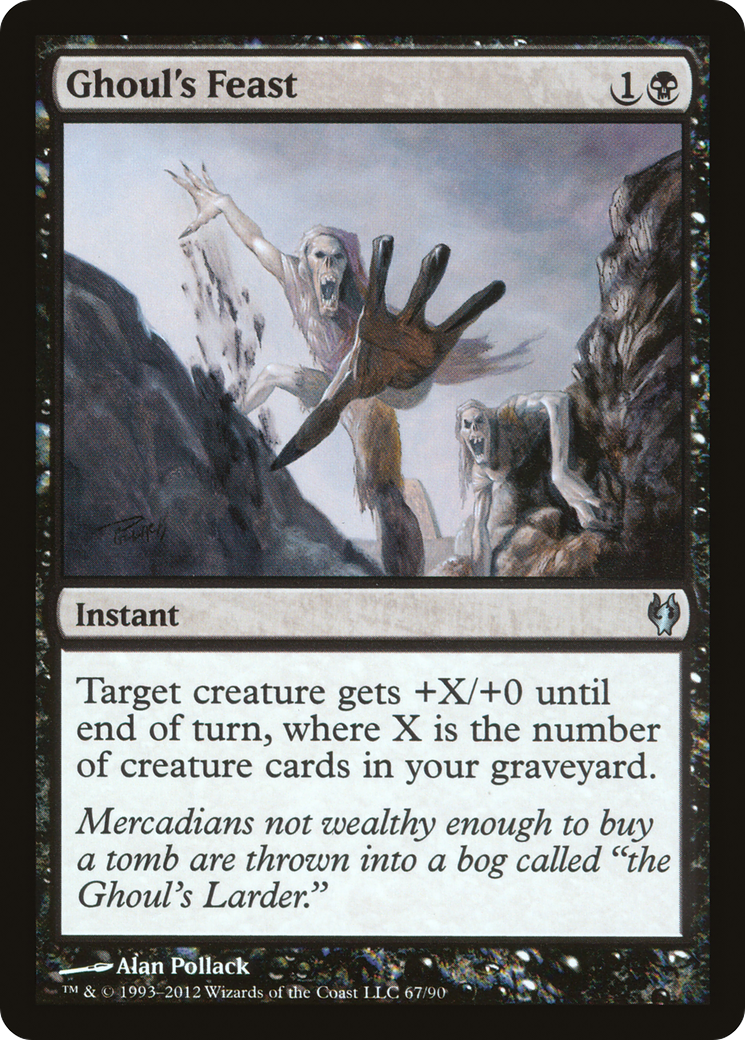 Ghoul's Feast 1
Instant
Target creature gets +X/+0 until
end of turn, where X is the number
of creature cards in your graveyard.
Mercadians not wealthy enough to buy
a tomb are thrown into a bog called “the
Ghoul's Larder.”
Alan Pollack
™ & © 1993–2012 Wizards of the Coast LLC 67/90